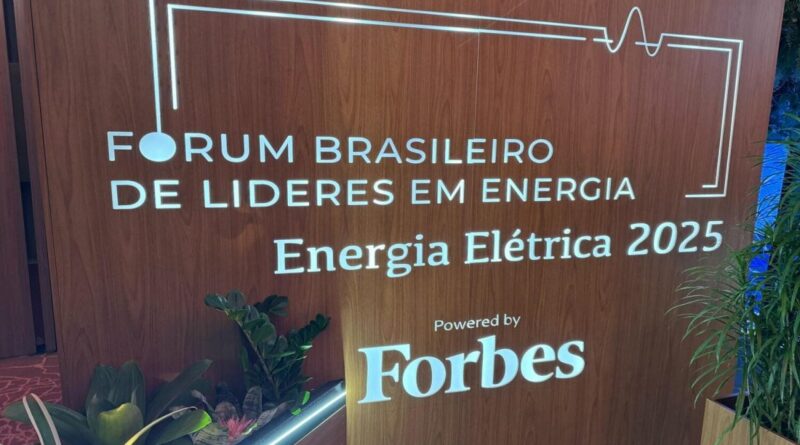 FORUM BRASILEIRO
DE LIDERES EM ENERGIA
Energia Elétrica 2025
Powered by
Forbes